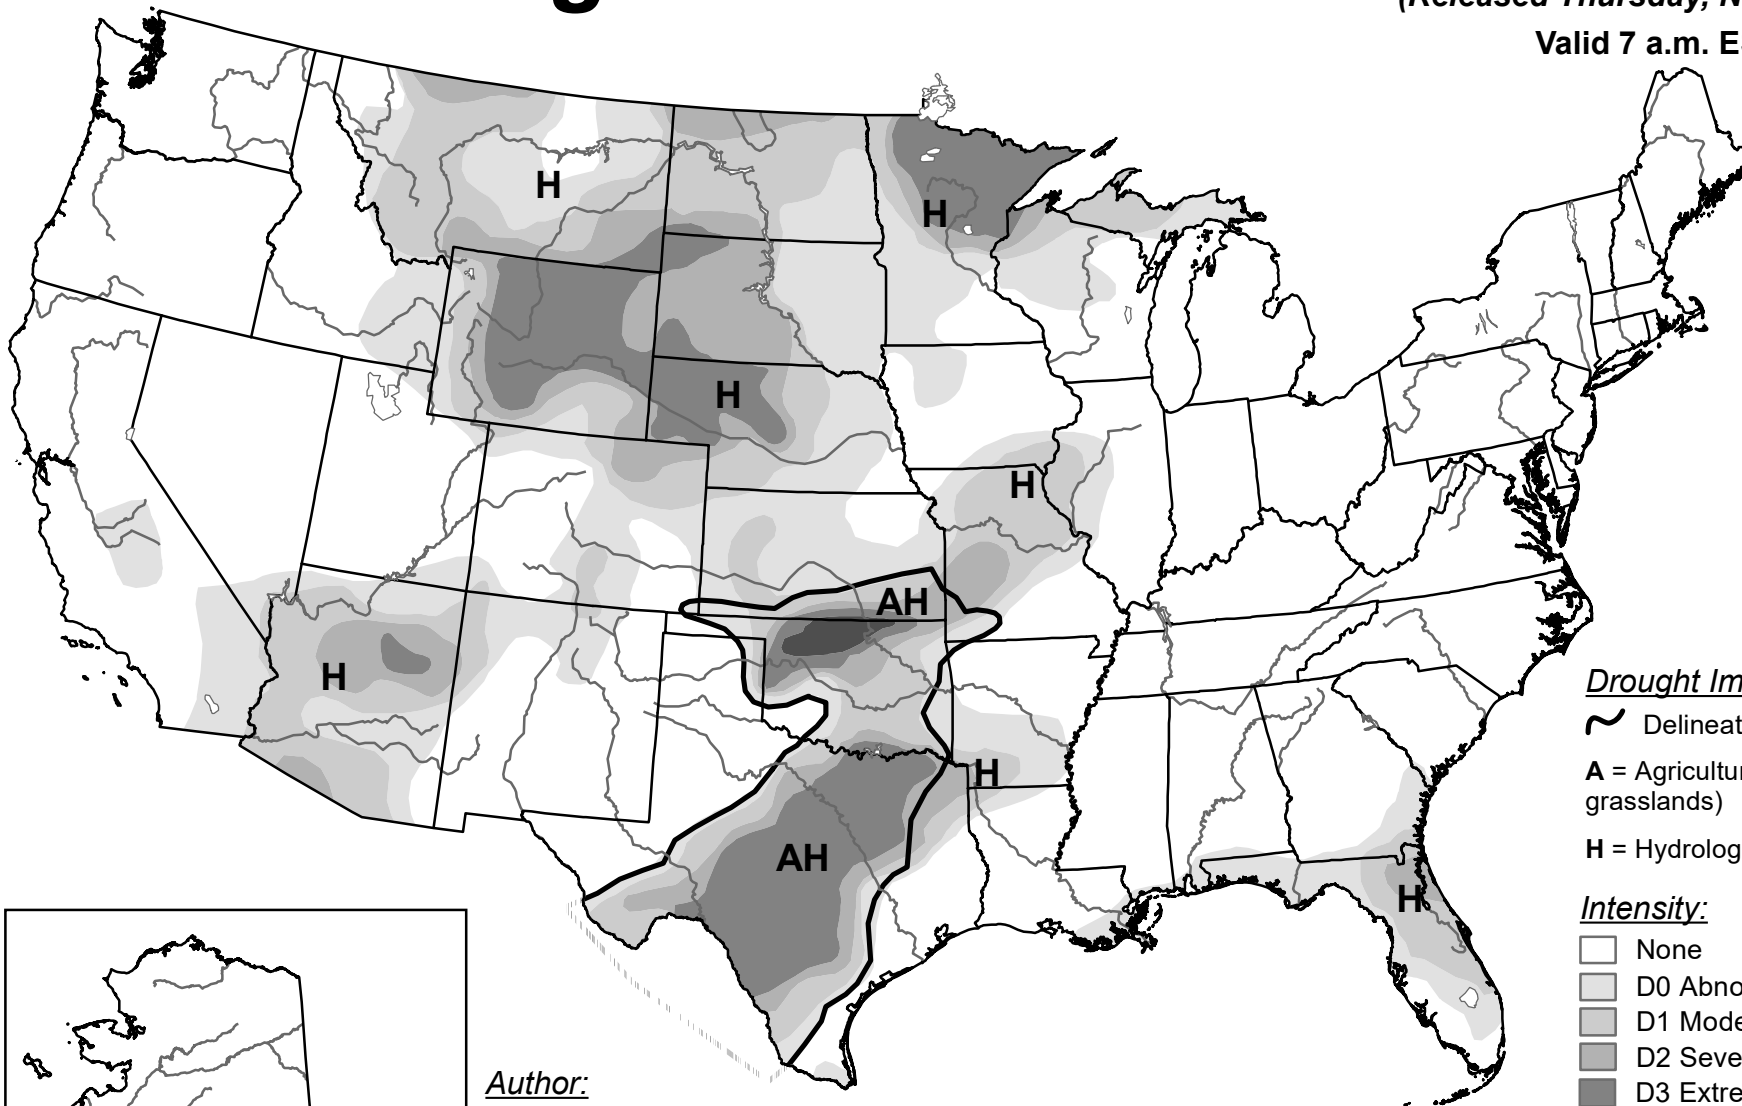 g
(Released Thursday, N
Valid 7 a.m. E
H
H
H
H
AH
H
H
AH
H
Drought Im
Delineat
A = Agricultur
grasslands)
H = Hydrolog
Intensity:
None
D0 Abno
D1 Mode
D2 Seve
D3 Extre
Author: